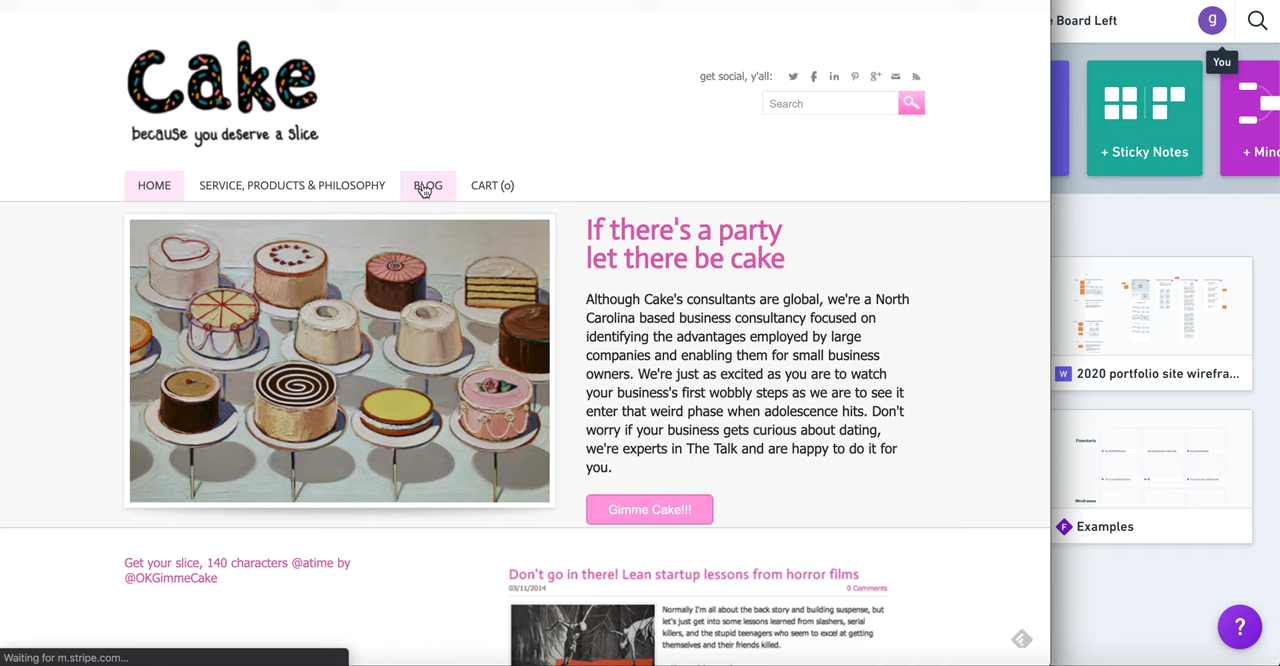 Cake
because you deserve a slice
get social, y'all:
Search
HOME
SERVICE, PRODUCTS & PHILOSOPHY
BLOG
CART (0)
If there's a party
let there be cake
Although Cake's consultants are global, we're a North
Carolina based business consultancy focused on
identifying the advantages employed by large
companies and enabling them for small business
owners. We're just as excited as you are to watch
your business's first wobbly steps as we are to see it
enter that weird phase when adolescence hits. Don't
worry if your business gets curious about dating,
we're experts in The Talk and are happy to do it for
you.
Gimme Cake!!!
Get your slice, 140 characters @atime by
@OKGimmeCake
Don't go in there! Lean startup lessons from horror films
03/11/2014
0 Comments
Normally I'm all about the back story and building suspense, but
let's just get into some lessons learned from slashers, serial
killers, and the stupid teenagers who seem to excel at getting
themselves and their friends killed.
Waiting for m.stripe.com...
e Board Left
g
You
+ Sticky Notes
+ Mind
W 2020 portfolio site wirefra...
Flowcharts
Wireframes
F Examples
?